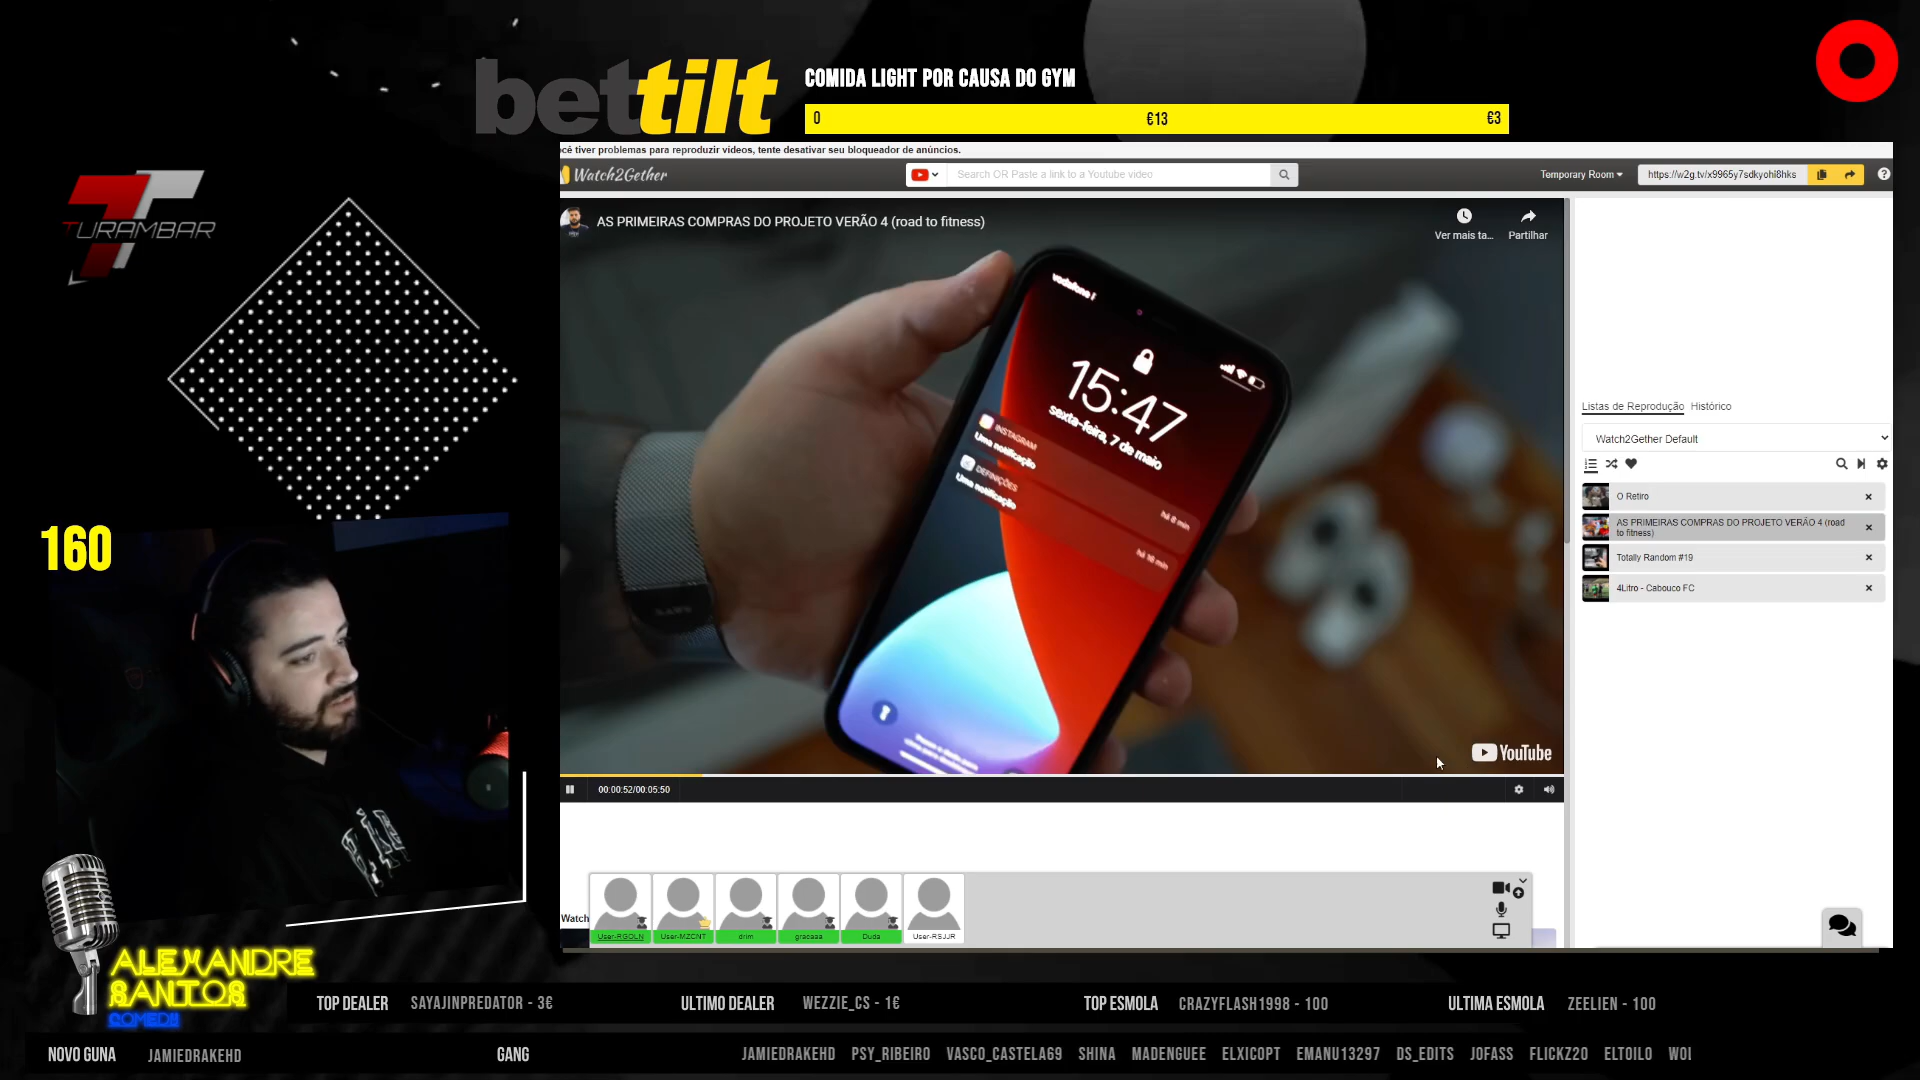 bettilt
COMIDA LIGHT POR CAUSA DO GYM
0 €13 €3
ocê tiver problemas para reproduzir vídeos, tente desativar seu bloqueador de anúncios.
Watch2Gether
Search OR Paste a link to a Youtube video
Temporary Room
https://w2g.tv/x9965y7sdkyohi8hks
TURAMBAR
AS PRIMEIRAS COMPRAS DO PROJETO VERÃO 4 (road to fitness)
Ver mais ta...
Partilhar
vodafone
15:47
sexta-feira, 7 de maio
INSTAGRAM
Uma notificação
há 8 min
DEFINIÇÕES
Uma notificação
YouTube
00:00:52/00:05:50
Listas de Reprodução Histórico
Watch2Gether Default
O Retiro
AS PRIMEIRAS COMPRAS DO PROJETO VERÃO 4 (road
to fitness)
Totally Random #19
4Litro - Cabouco FC
160
Watch
User-RGOLN User-MZCNT drim gracaaa Duda User-RSJJR
ALEXANDRE
SANTOS
COMEDY
TOP DEALER SAYAJINPREDATOR - 3€ ULTIMO DEALER WEZZIE_CS - 1€ TOP ESMOLA CRAZYFLASH1998 - 100 ULTIMA ESMOLA ZEELIEN - 100
NOVO GUNA JAMIEDRAKEHD GANG JAMIEDRAKEHD PSY_RIBEIRO VASCO_CASTELA69 SHINA MADENGUEE ELXICOPT EMANU13297 DS_EDITS JOFASS FLICKZ20 ELTOILO WOI